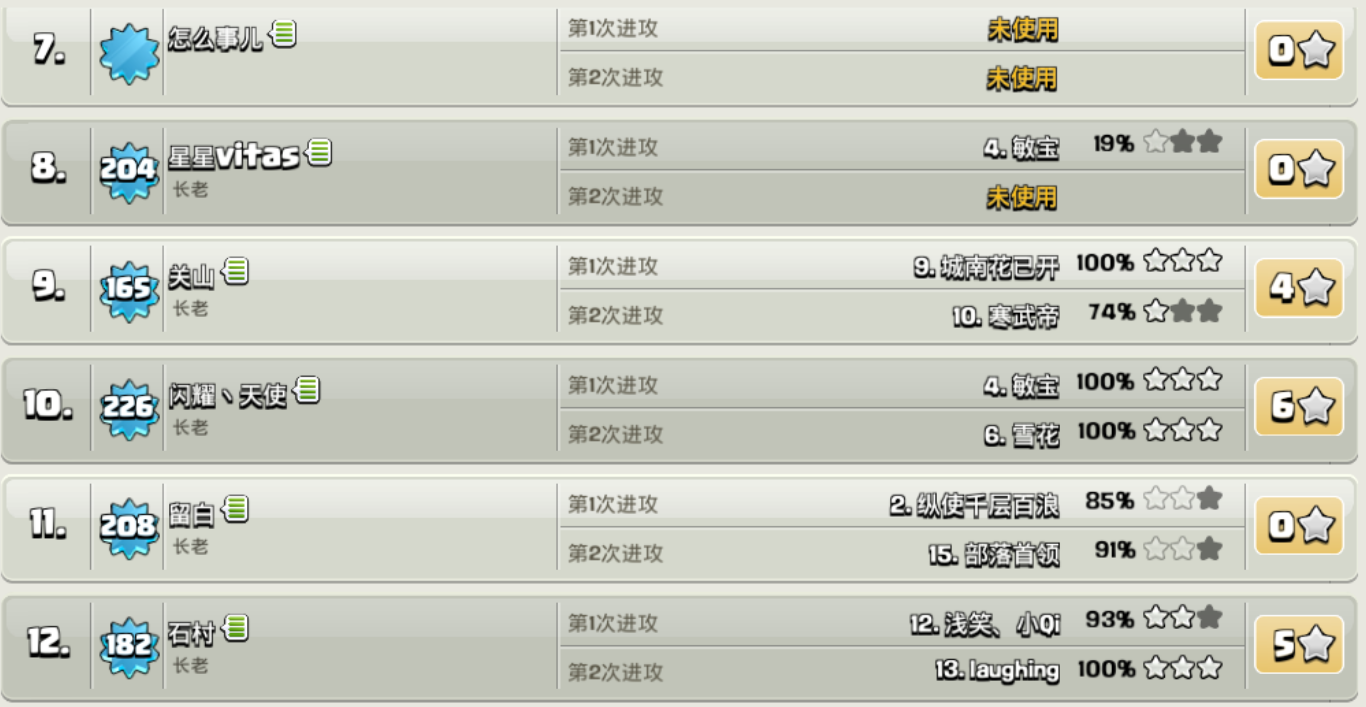 7. 怎么事儿 第1次进攻 未使用 0
第2次进攻 未使用
8. 204 星星vitas 第1次进攻 4. 敏宝 19% 0
长老 第2次进攻 未使用
9. 165 关山 第1次进攻 9. 城南花已开 100% 4
长老 第2次进攻 10. 寒武帝 74%
10. 226 闪耀丶天使 第1次进攻 4. 敏宝 100% 6
长老 第2次进攻 6. 雪花 100%
11. 208 留白 第1次进攻 2. 纵使千层百浪 85% 0
长老 第2次进攻 15. 部落首领 91%
12. 182 石村 第1次进攻 12. 浅笑、小Qi 93% 5
长老 第2次进攻 13. laughing 100%